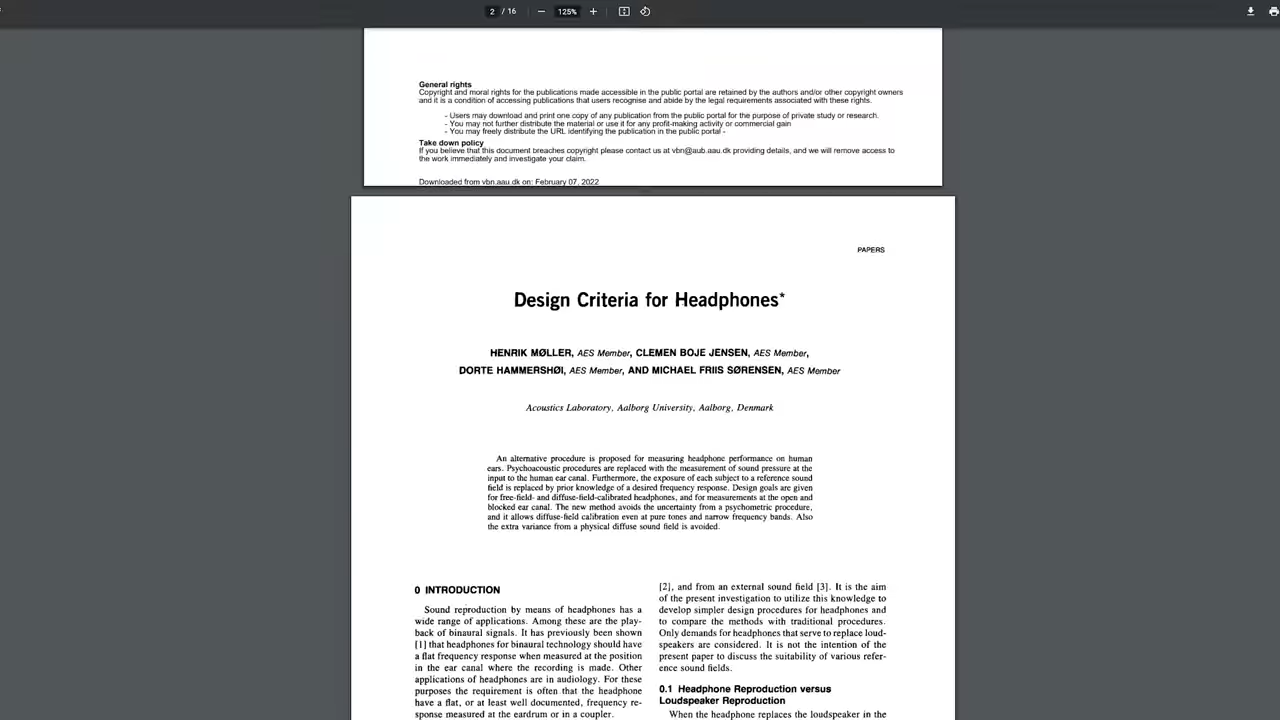 2 / 16
125%
General rights
Copyright and moral rights for the publications made accessible in the public portal are retained by the authors and/or other copyright owners
and it is a condition of accessing publications that users recognise and abide by the legal requirements associated with these rights.
- Users may download and print one copy of any publication from the public portal for the purpose of private study or research.
- You may not further distribute the material or use it for any profit-making activity or commercial gain
- You may freely distribute the URL identifying the publication in the public portal -
Take down policy
If you believe that this document breaches copyright please contact us at vbn@aub.aau.dk providing details, and we will remove access to
the work immediately and investigate your claim.
Downloaded from vbn.aau.dk on: February 07, 2022
PAPERS
Design Criteria for Headphones*
HENRIK MØLLER, AES Member, CLEMEN BOJE JENSEN, AES Member,
DORTE HAMMERSHØI, AES Member, AND MICHAEL FRIIS SØRENSEN, AES Member
Acoustics Laboratory, Aalborg University, Aalborg, Denmark
An alternative procedure is proposed for measuring headphone performance on human
ears. Psychoacoustic procedures are replaced with the measurement of sound pressure at the
input to the human ear canal. Furthermore, the exposure of each subject to a reference sound
field is replaced by prior knowledge of a desired frequency response. Design goals are given
for free-field- and diffuse-field-calibrated headphones, and for measurements at the open and
blocked ear canal. The new method avoids the uncertainty from a psychometric procedure,
and it allows diffuse-field calibration even at pure tones and narrow frequency bands. Also
the extra variance from a physical diffuse sound field is avoided.
0 INTRODUCTION
Sound reproduction by means of headphones has a
wide range of applications. Among these are the play-
back of binaural signals. It has previously been shown
[1] that headphones for binaural technology should have
a flat frequency response when measured at the position
in the ear canal where the recording is made. Other
applications of headphones are in audiology. For these
purposes the requirement is often that the headphone
have a flat, or at least well documented, frequency re-
sponse measured at the eardrum or in a coupler.
[2], and from an external sound field [3]. It is the aim
of the present investigation to utilize this knowledge to
develop simpler design procedures for headphones and
to compare the methods with traditional procedures.
Only demands for headphones that serve to replace loud-
speakers are considered. It is not the intention of the
present paper to discuss the suitability of various refer-
ence sound fields.
0.1 Headphone Reproduction versus
Loudspeaker Reproduction
When the headphone replaces the loudspeaker in the